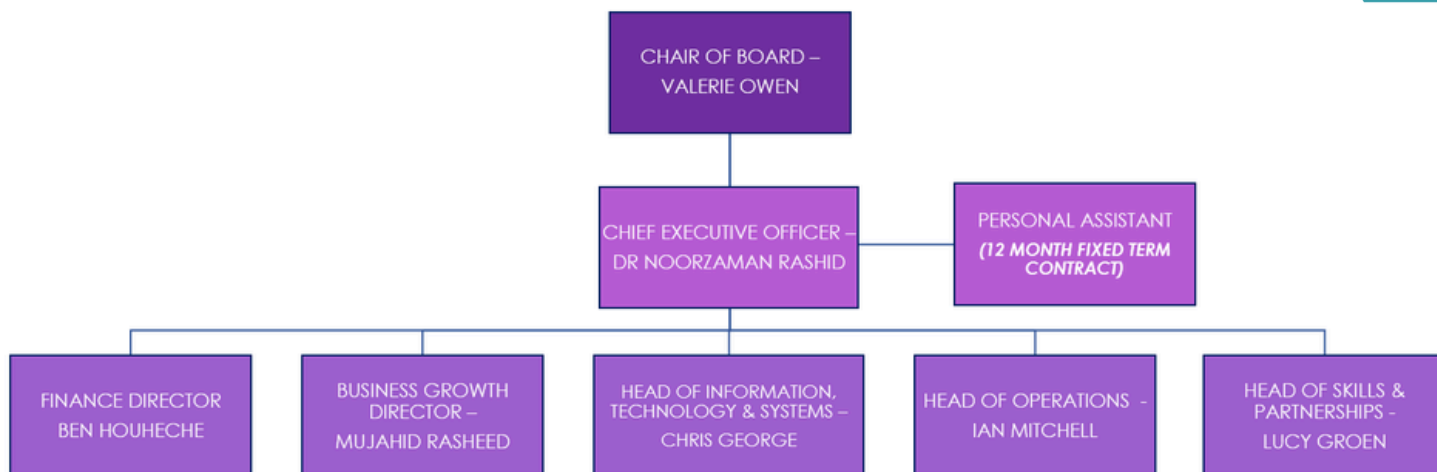 CHAIR OF BOARD –
VALERIE OWEN
CHIEF EXECUTIVE OFFICER –
DR NOORZAMAN RASHID
PERSONAL ASSISTANT
(12 MONTH FIXED TERM
CONTRACT)
FINANCE DIRECTOR
BEN HOUHECHE
BUSINESS GROWTH
DIRECTOR –
MUJAHID RASHEED
HEAD OF INFORMATION,
TECHNOLOGY & SYSTEMS –
CHRIS GEORGE
HEAD OF OPERATIONS -
IAN MITCHELL
HEAD OF SKILLS &
PARTNERSHIPS -
LUCY GROEN